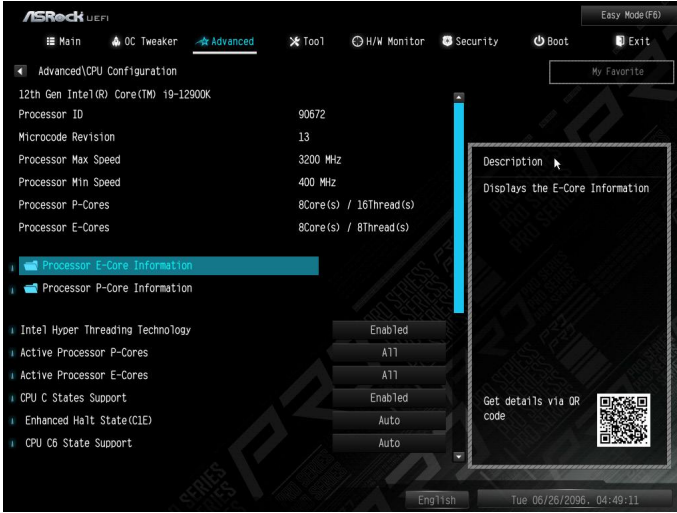 ASRock UEFI
Easy Mode(F6)
Main OC Tweaker Advanced Tool H/W Monitor Security Boot Exit
Advanced\CPU Configuration
My Favorite
12th Gen Intel(R) Core(TM) i9-12900K
Processor ID 90672
Microcode Revision 13
Processor Max Speed 3200 MHz
Processor Min Speed 400 MHz
Processor P-Cores 8Core(s) / 16Thread(s)
Processor E-Cores 8Core(s) / 8Thread(s)
Processor E-Core Information
Processor P-Core Information
Intel Hyper Threading Technology Enabled
Active Processor P-Cores All
Active Processor E-Cores All
CPU C States Support Enabled
Enhanced Halt State(C1E) Auto
CPU C6 State Support Auto
Description
Displays the E-Core Information
Get details via QR
code
English
Tue 06/26/2096. 04:49:11